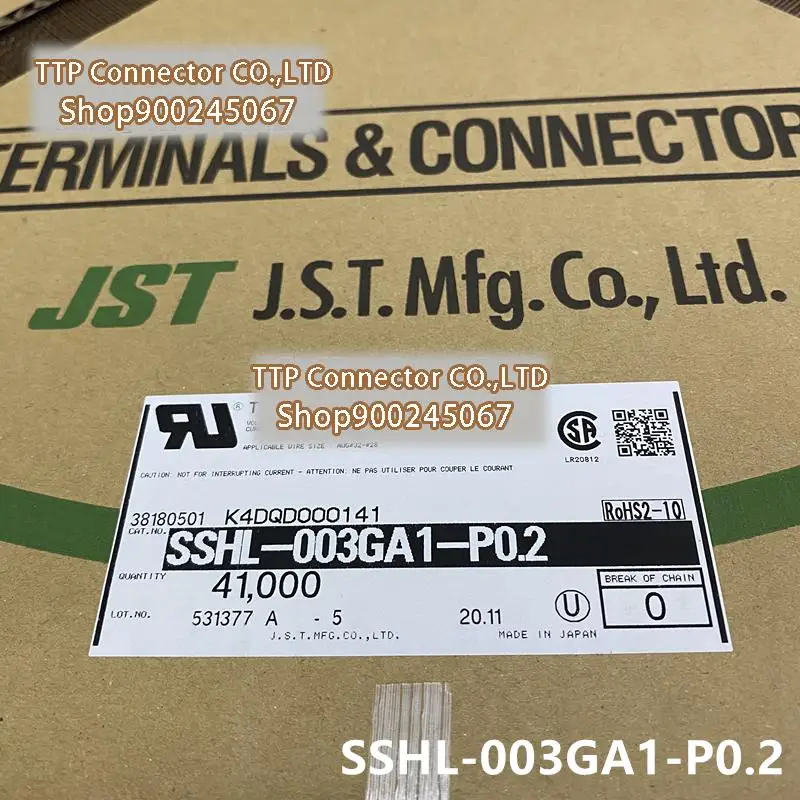 TTP Connector CO.,LTD
Shop900245067
TERMINALS & CONNECTOR
JST J.S.T. Mfg. Co., Ltd.
TTP Connector CO.,LTD
Shop900245067
®
APPLICABLE WIRE SIZE AWG#32-#28
LR20812
CAUTION: NOT FOR INTERRUPTING CURRENT - ATTENTION: NE PAS UTILISER POUR COUPER LE COURANT
38180501 K4DQD000141
RoHS2-10
CAT.NO. SSHL-003GA1-P0.2
QUANTITY 41,000
BREAK OF CHAIN
0
LOT.NO. 531377 A - 5 20.11
U
J.S.T.MFG.CO.,LTD.
MADE IN JAPAN
SSHL-003GA1-P0.2